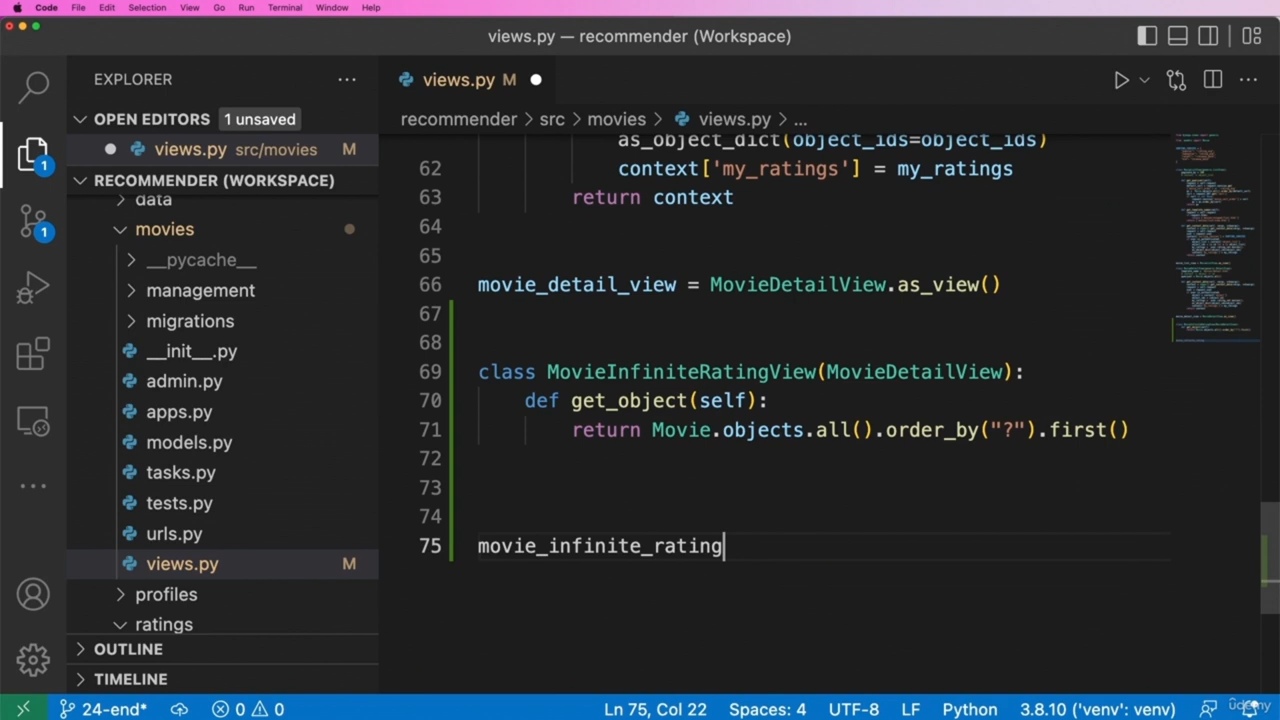 Code File Edit Selection View Go Run Terminal Window Help
views.py — recommender (Workspace)
EXPLORER
OPEN EDITORS 1 unsaved
views.py src/movies M
RECOMMENDER (WORKSPACE)
data
movies
__pycache__
management
migrations
__init__.py
admin.py
apps.py
models.py
tasks.py
tests.py
urls.py
views.py M
profiles
ratings
OUTLINE
TIMELINE
1
1
views.py M
recommender > src > movies > views.py > ...
as_object_dict(object_ids=object_ids)
62 context['my_ratings'] = my_ratings
63 return context
64
65
66 movie_detail_view = MovieDetailView.as_view()
67
68
69 class MovieInfiniteRatingView(MovieDetailView):
70 def get_object(self):
71 return Movie.objects.all().order_by("?").first()
72
73
74
75 movie_infinite_rating
24-end* 0 0 Ln 75, Col 22 Spaces: 4 UTF-8 LF Python 3.8.10 ('venv': venv)
udemy